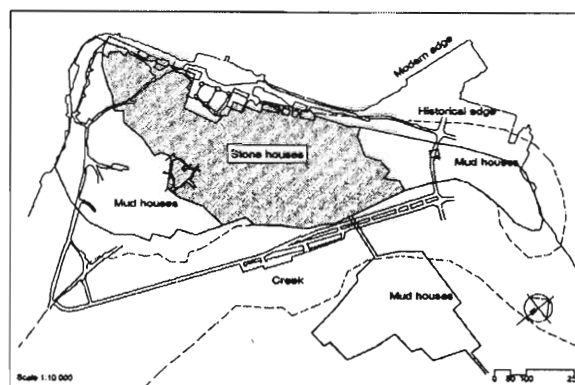 Modern edge
Historical edge
Stone houses
Mud houses
Mud houses
Creek
Mud houses
Scale 1:10 000
0 50 100